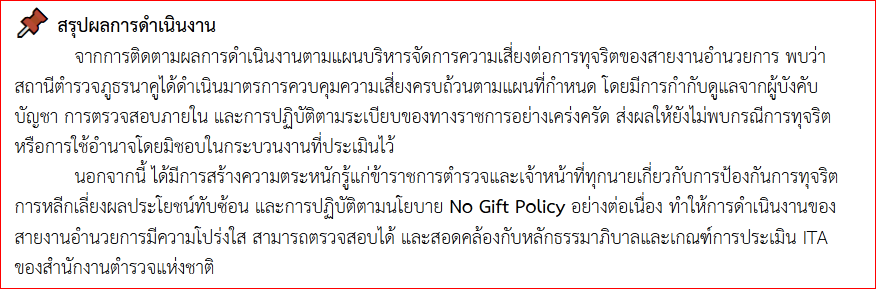 สรุปผลการดำเนินงาน
จากการติดตามผลการดำเนินงานตามแผนบริหารจัดการความเสี่ยงต่อการทุจริตของสายงานอำนวยการ พบว่า
สถานีตำรวจภูธรนาคูได้ดำเนินมาตรการควบคุมความเสี่ยงครบถ้วนตามแผนที่กำหนด โดยมีการกำกับดูแลจากผู้บังคับ
บัญชา การตรวจสอบภายใน และการปฏิบัติตามระเบียบของทางราชการอย่างเคร่งครัด ส่งผลให้ยังไม่พบกรณีการทุจริต
หรือการใช้อำนาจโดยมิชอบในกระบวนงานที่ประเมินไว้
นอกจากนี้ ได้มีการสร้างความตระหนักรู้แก่ข้าราชการตำรวจและเจ้าหน้าที่ทุกนายเกี่ยวกับการป้องกันการทุจริต
การหลีกเลี่ยงผลประโยชน์ทับซ้อน และการปฏิบัติตามนโยบาย No Gift Policy อย่างต่อเนื่อง ทำให้การดำเนินงานของ
สายงานอำนวยการมีความโปร่งใส สามารถตรวจสอบได้ และสอดคล้องกับหลักธรรมาภิบาลและเกณฑ์การประเมิน ITA
ของสำนักงานตำรวจแห่งชาติ